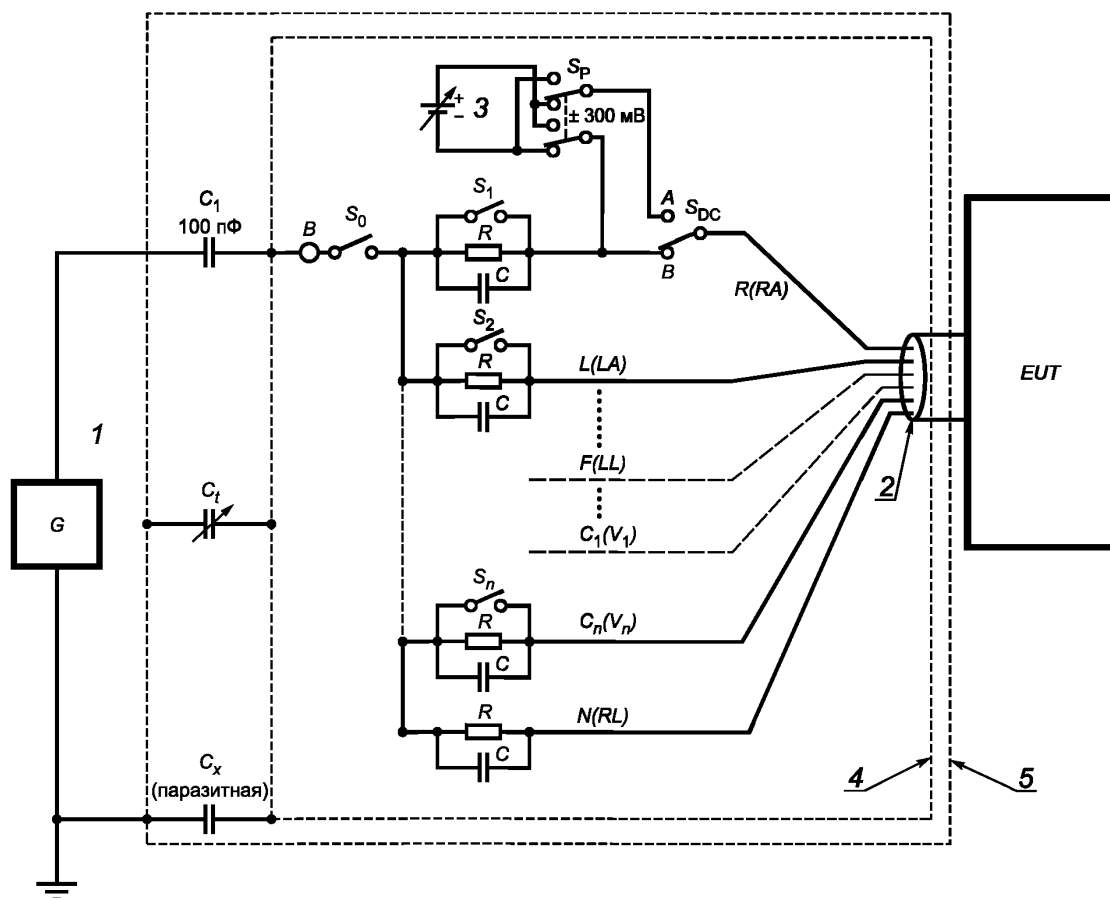 S_P
+
−
3
± 300 мВ
C_1
100 пФ
B
S_0
S_1
R
C
A
S_DC
B
R(RA)
S_2
R
C
L(LA)
EUT
1
F(LL)
2
C_t
G
C_1(V_1)
S_n
R
C
C_n(V_n)
R
C
N(RL)
C_x
(паразитная)
4
5